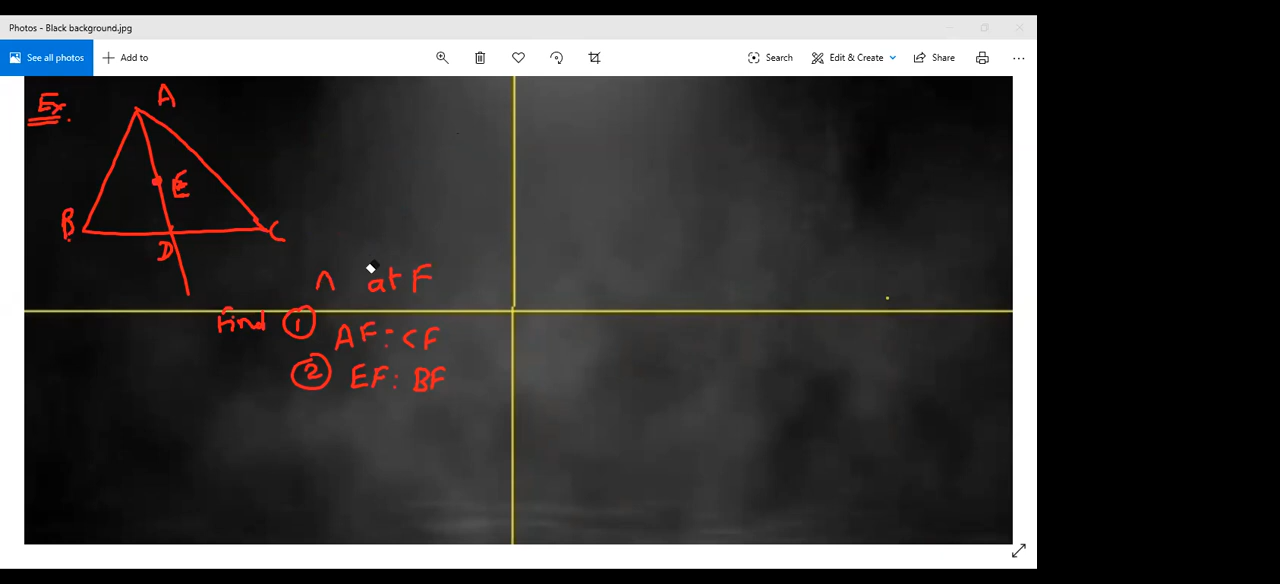 Photos - Black background.jpg
See all photos
Add to
Search
Edit & Create
Share
Ex.
A
E
B
C
D
^ at F
Find ① AF : CF
② EF : BF